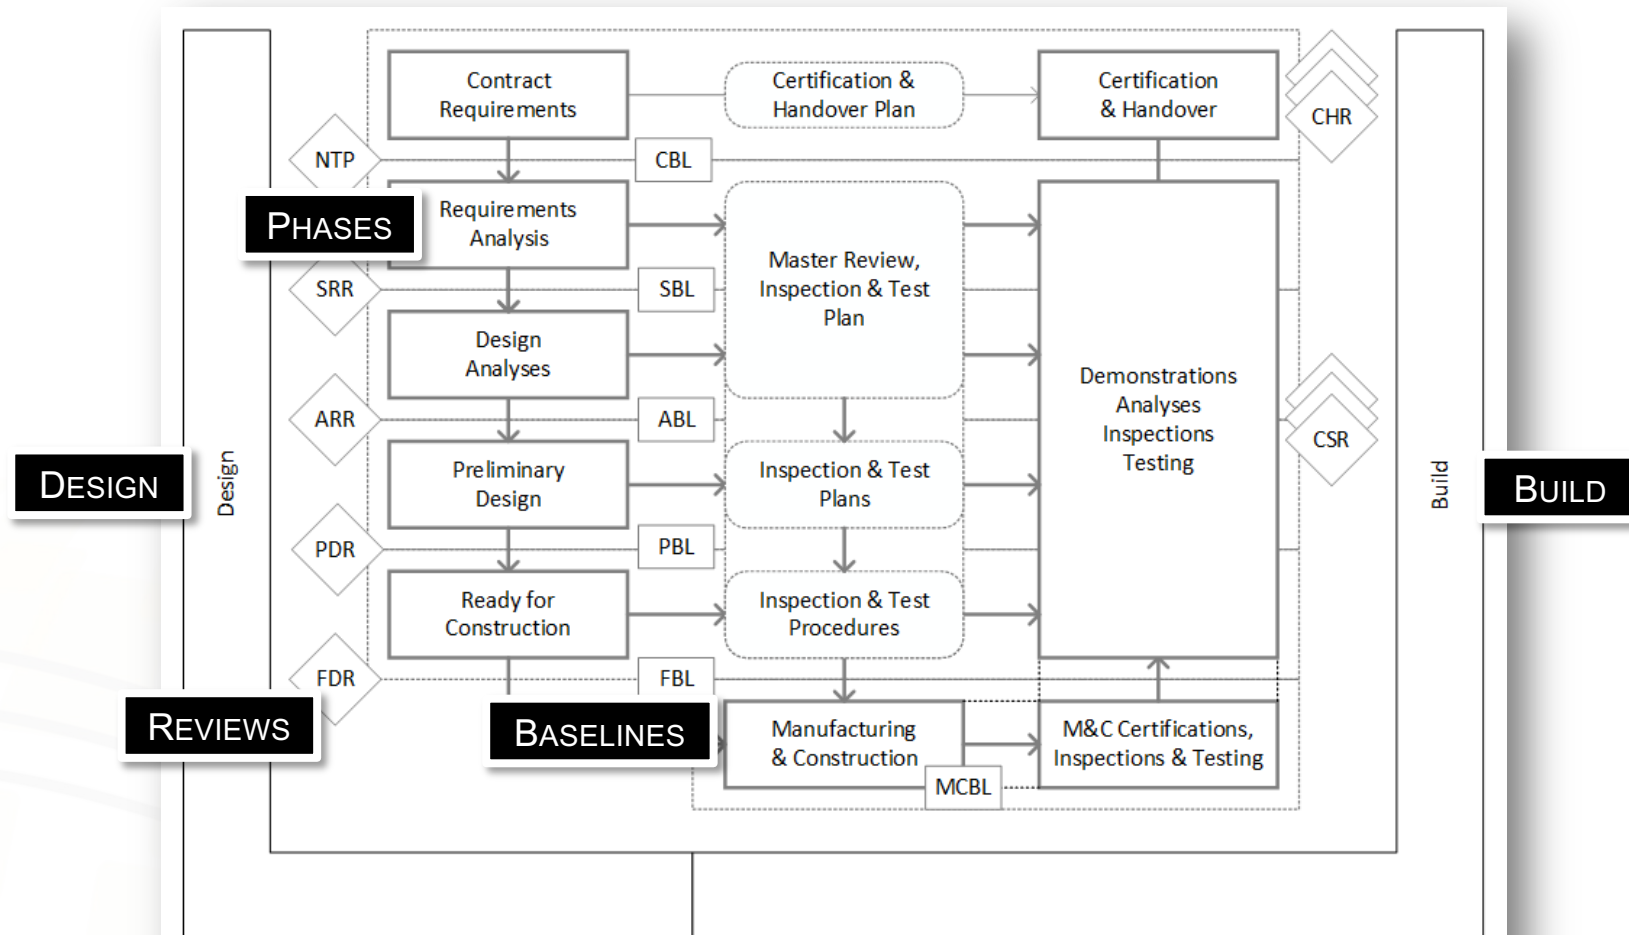 Contract
Requirements
Certification &
Handover Plan
Certification
& Handover
CHR
NTP
CBL
PHASES
Requirements
Analysis
Master Review,
Inspection & Test
Plan
SRR
SBL
Design
Analyses
Demonstrations
Analyses
Inspections
Testing
ARR
ABL
CSR
DESIGN
Design
Preliminary
Design
Inspection & Test
Plans
Build
BUILD
PDR
PBL
Ready for
Construction
Inspection & Test
Procedures
FDR
FBL
REVIEWS
BASELINES
Manufacturing
& Construction
M&C Certifications,
Inspections & Testing
MCBL